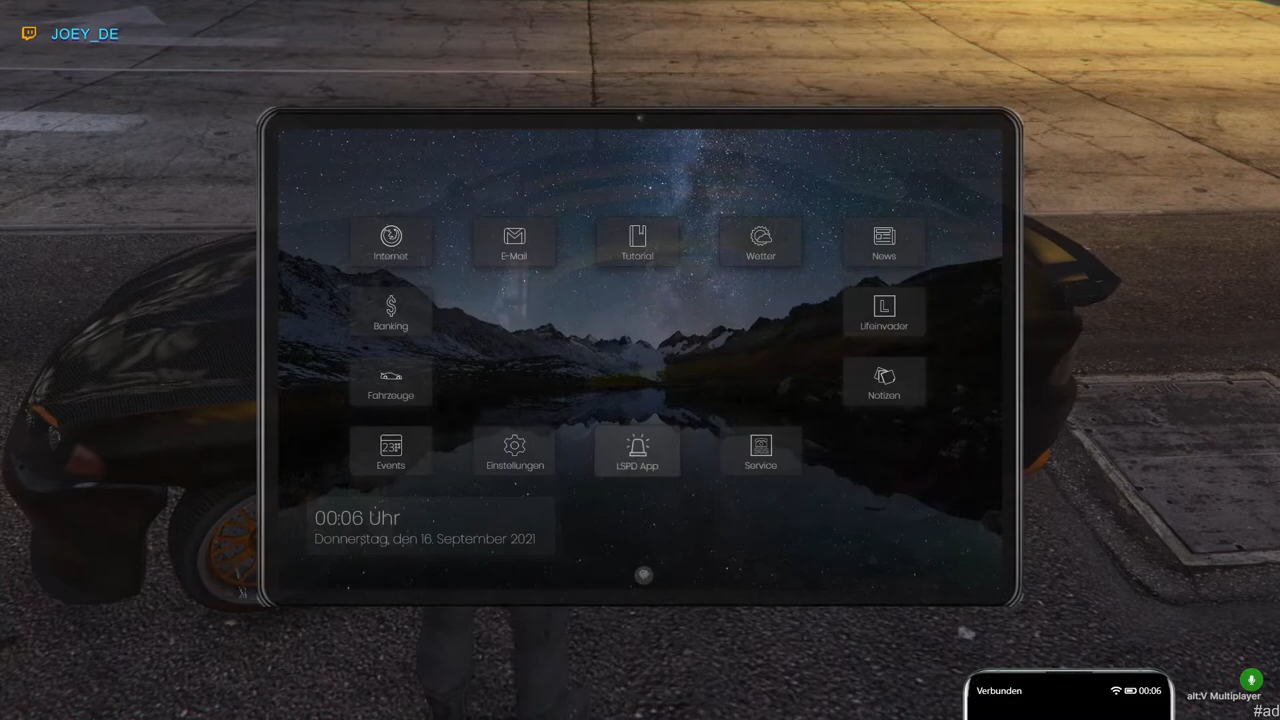 JOEY_DE
Internet
E-Mail
Tutorial
Wetter
News
Banking
L
Lifeinvader
Fahrzeuge
Notizen
23
Events
Einstellungen
LSPD App
Service
00:06 Uhr
Donnerstag, den 16. September 2021
Verbunden
00:06
alt:V Multiplayer
#ad